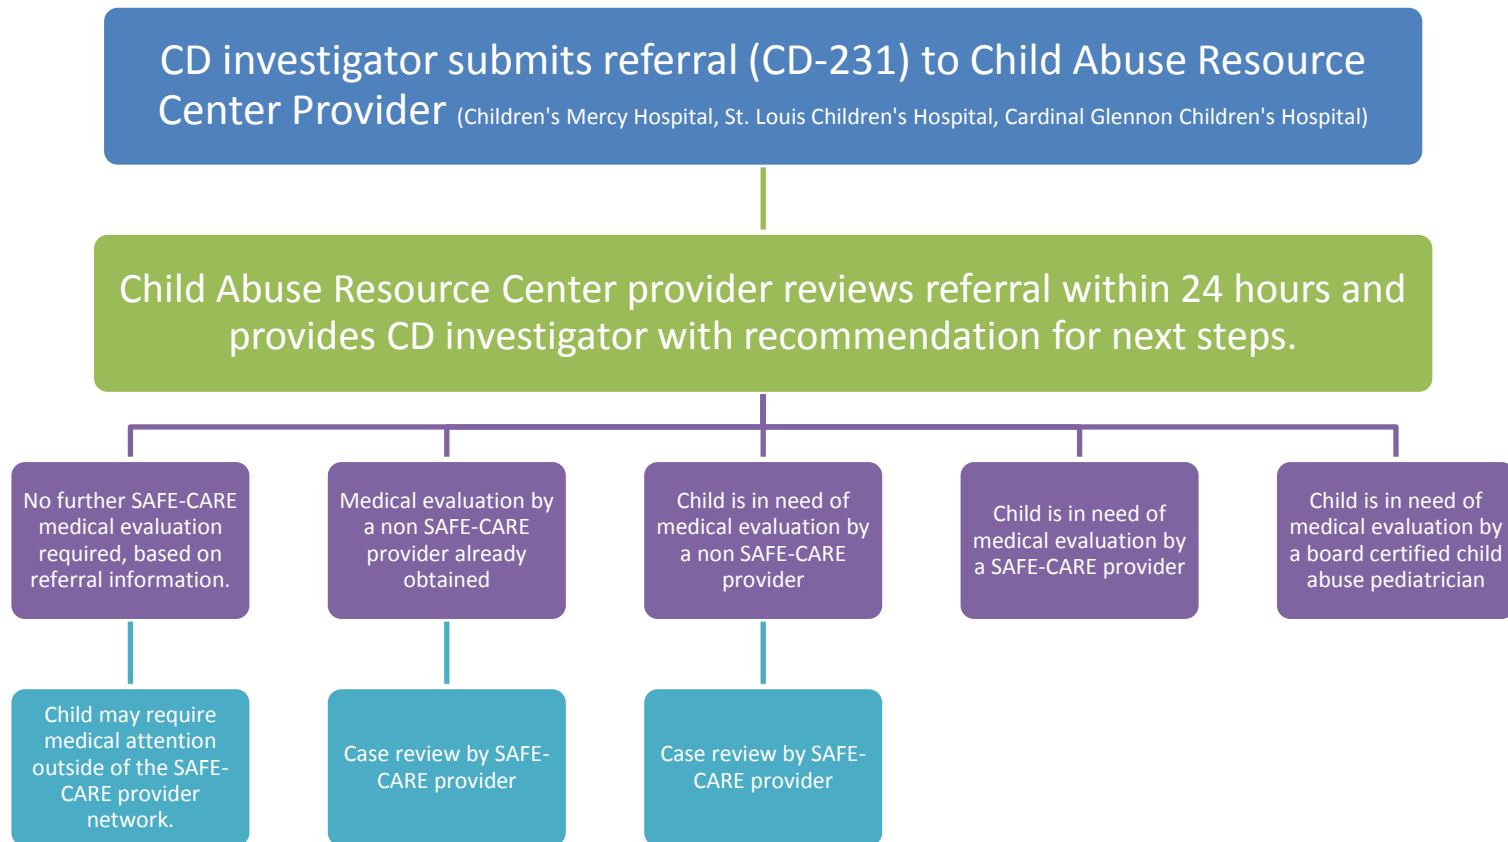 CD investigator submits referral (CD-231) to Child Abuse Resource
Center Provider (Children's Mercy Hospital, St. Louis Children's Hospital, Cardinal Glennon Children's Hospital)
Child Abuse Resource Center provider reviews referral within 24 hours and
provides CD investigator with recommendation for next steps.
No further SAFE-CARE
medical evaluation
required, based on
referral information.
Medical evaluation by
a non SAFE-CARE
provider already
obtained
Child is in need of
medical evaluation by
a non SAFE-CARE
provider
Child is in need of
medical evaluation by
a SAFE-CARE provider
Child is in need of
medical evaluation by
a board certified child
abuse pediatrician
Child may require
medical attention
outside of the SAFE-
CARE provider
network.
Case review by SAFE-
CARE provider
Case review by SAFE-
CARE provider